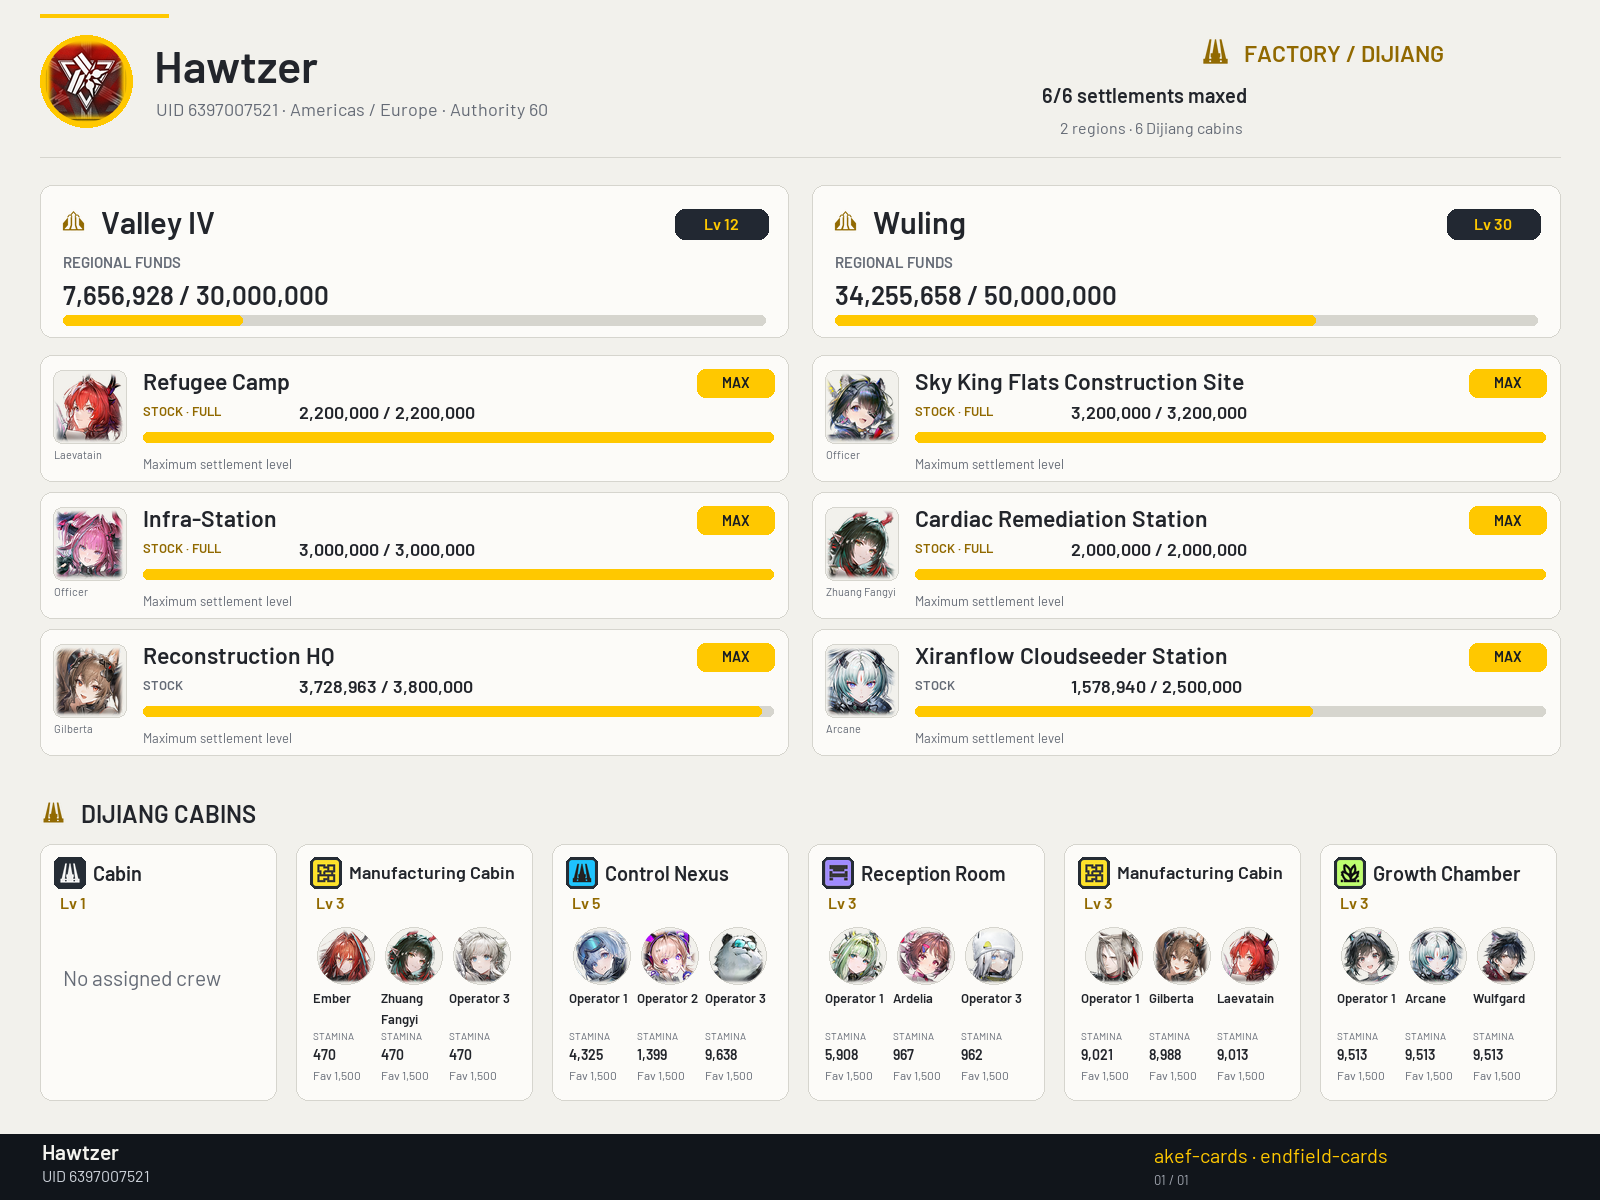 Hawtzer
UID 6397007521 · Americas / Europe · Authority 60
FACTORY / DIJIANG
6/6 settlements maxed
2 regions · 6 Dijiang cabins
Valley IV
Lv 12
REGIONAL FUNDS
7,656,928 / 30,000,000
Wuling
Lv 30
REGIONAL FUNDS
34,255,658 / 50,000,000
Refugee Camp
MAX
STOCK · FULL
2,200,000 / 2,200,000
Laevatain
Maximum settlement level
Sky King Flats Construction Site
MAX
STOCK · FULL
3,200,000 / 3,200,000
Officer
Maximum settlement level
Infra-Station
MAX
STOCK · FULL
3,000,000 / 3,000,000
Officer
Maximum settlement level
Cardiac Remediation Station
MAX
STOCK · FULL
2,000,000 / 2,000,000
Zhuang Fangyi
Maximum settlement level
Reconstruction HQ
MAX
STOCK
3,728,963 / 3,800,000
Gilberta
Maximum settlement level
Xiranflow Cloudseeder Station
MAX
STOCK
1,578,940 / 2,500,000
Arcane
Maximum settlement level
DIJIANG CABINS
Cabin
Lv 1
No assigned crew
Manufacturing Cabin
Lv 3
Ember
Zhuang Fangyi
Operator 3
STAMINA STAMINA STAMINA
470 470 470
Fav 1,500 Fav 1,500 Fav 1,500
Control Nexus
Lv 5
Operator 1 Operator 2 Operator 3
STAMINA STAMINA STAMINA
4,325 1,399 9,638
Fav 1,500 Fav 1,500 Fav 1,500
Reception Room
Lv 3
Operator 1 Ardelia Operator 3
STAMINA STAMINA STAMINA
5,908 967 962
Fav 1,500 Fav 1,500 Fav 1,500
Manufacturing Cabin
Lv 3
Operator 1 Gilberta Laevatain
STAMINA STAMINA STAMINA
9,021 8,988 9,013
Fav 1,500 Fav 1,500 Fav 1,500
Growth Chamber
Lv 3
Operator 1 Arcane Wulfgard
STAMINA STAMINA STAMINA
9,513 9,513 9,513
Fav 1,500 Fav 1,500 Fav 1,500
Hawtzer
UID 6397007521
akef-cards · endfield-cards
01 / 01